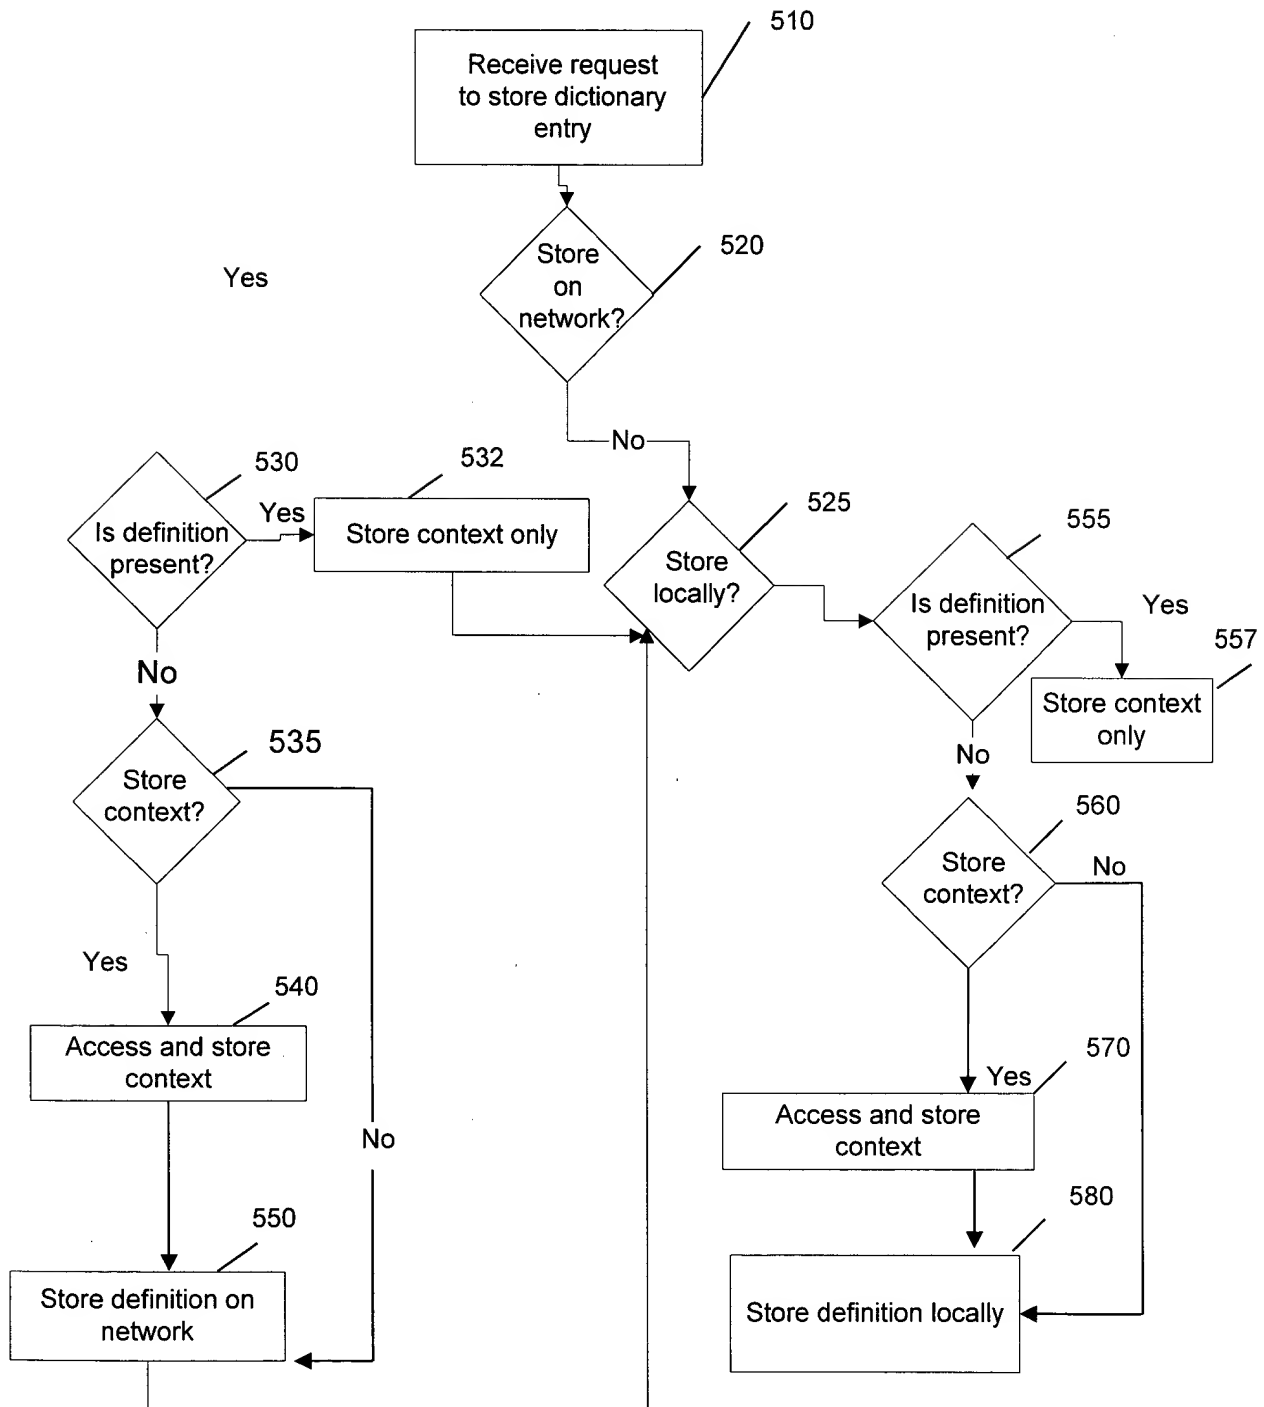 510
Receive request
to store dictionary
entry
520
Store
on
network?
Yes
No
530
Is definition
present?
Yes
532
Store context only
525
Store
locally?
555
Is definition
present?
Yes
557
Store context
only
No
535
Store
context?
No
560
Store
context?
No
Yes
540
Access and store
context
No
Yes
570
Access and store
context
550
Store definition on
network
580
Store definition locally